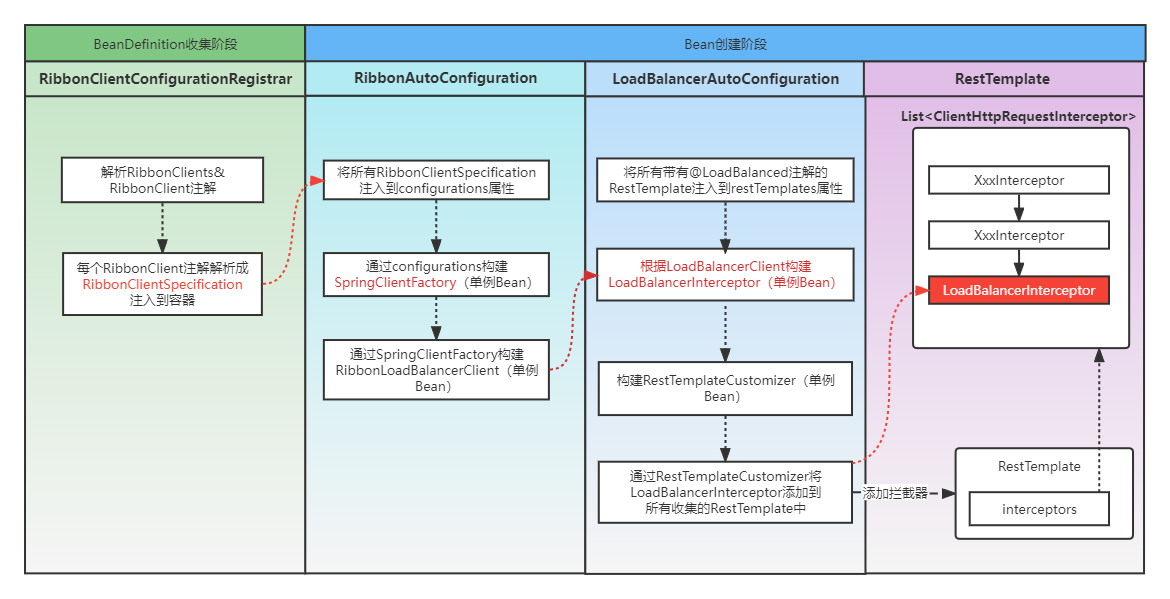 BeanDefinition收集阶段
Bean创建阶段
RibbonClientConfigurationRegistrar
RibbonAutoConfiguration
LoadBalancerAutoConfiguration
RestTemplate
解析RibbonClients&
RibbonClient注解
每个RibbonClient注解解析成
RibbonClientSpecification
注入到容器
将所有RibbonClientSpecification
注入到configurations属性
通过configurations构建
SpringClientFactory（单例Bean）
通过SpringClientFactory构建
RibbonLoadBalancerClient（单例
Bean）
将所有带有@LoadBalanced注解的
RestTemplate注入到restTemplates属性
根据LoadBalancerClient构建
LoadBalancerInterceptor（单例Bean）
构建RestTemplateCustomizer（单例
Bean）
通过RestTemplateCustomizer将
LoadBalancerInterceptor添加到
所有收集的RestTemplate中
添加拦截器
List<ClientHttpRequestInterceptor>
XxxInterceptor
XxxInterceptor
LoadBalancerInterceptor
RestTemplate
interceptors